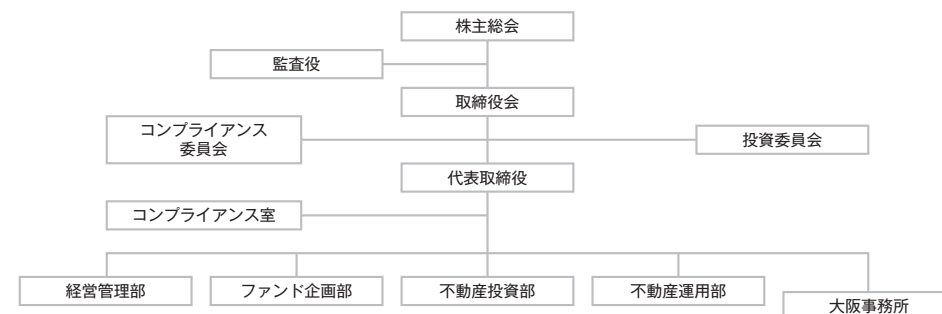 株主総会
監査役
取締役会
コンプライアンス
委員会
投資委員会
代表取締役
コンプライアンス室
経営管理部
ファンド企画部
不動産投資部
不動産運用部
大阪事務所